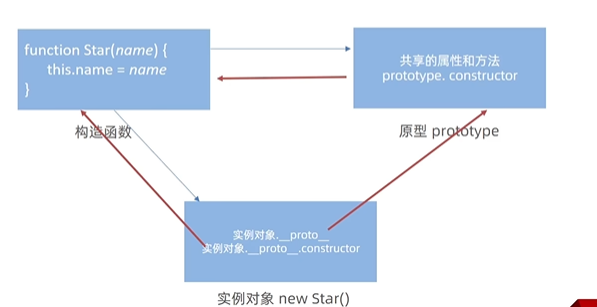 function Star(name) {
this.name = name
}
构造函数
共享的属性和方法
prototype. constructor
原型 prototype
实例对象.__proto__
实例对象.__proto__.constructor
实例对象 new Star()